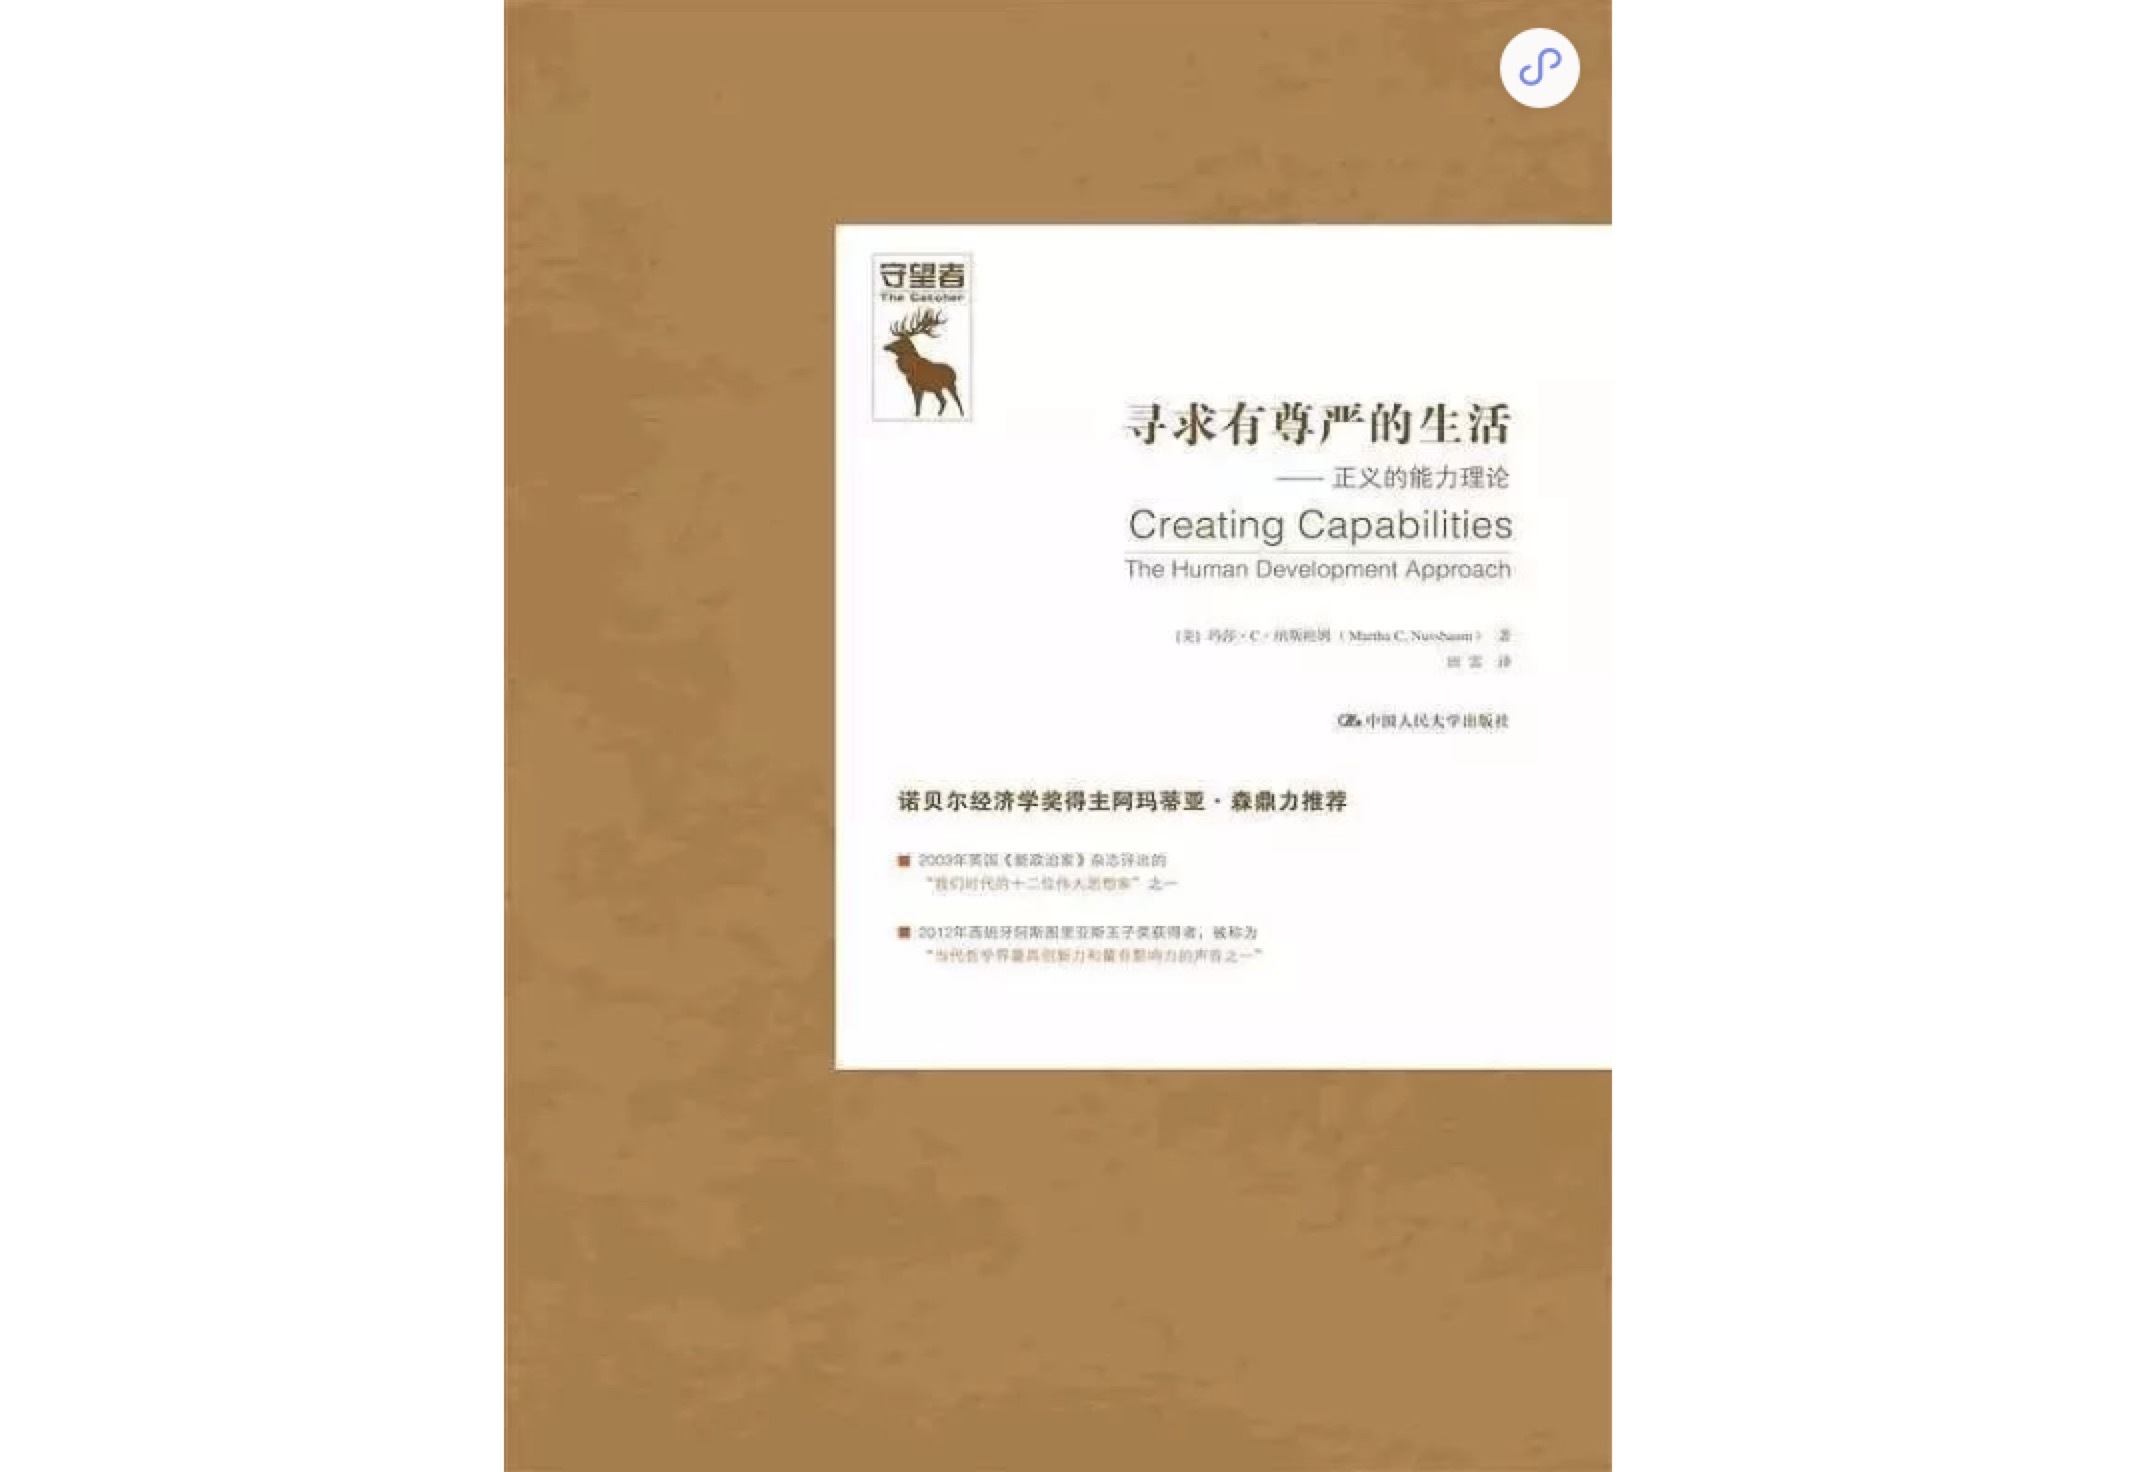 守望者
The Catcher
寻求有尊严的生活
—— 正义的能力理论
Creating Capabilities
The Human Development Approach
[美] 玛莎·C·纳斯鲍姆（Martha C. Nussbaum） 著
田 雷 译
中国人民大学出版社
诺贝尔经济学奖得主阿玛蒂亚·森鼎力推荐
2003年英国《新政治家》杂志评出的
“我们时代的十二位伟大思想家”之一
2012年西班牙阿斯图里亚斯王子奖获得者，被称为
“当代哲学界最具创新力和最有影响力的声音之一”